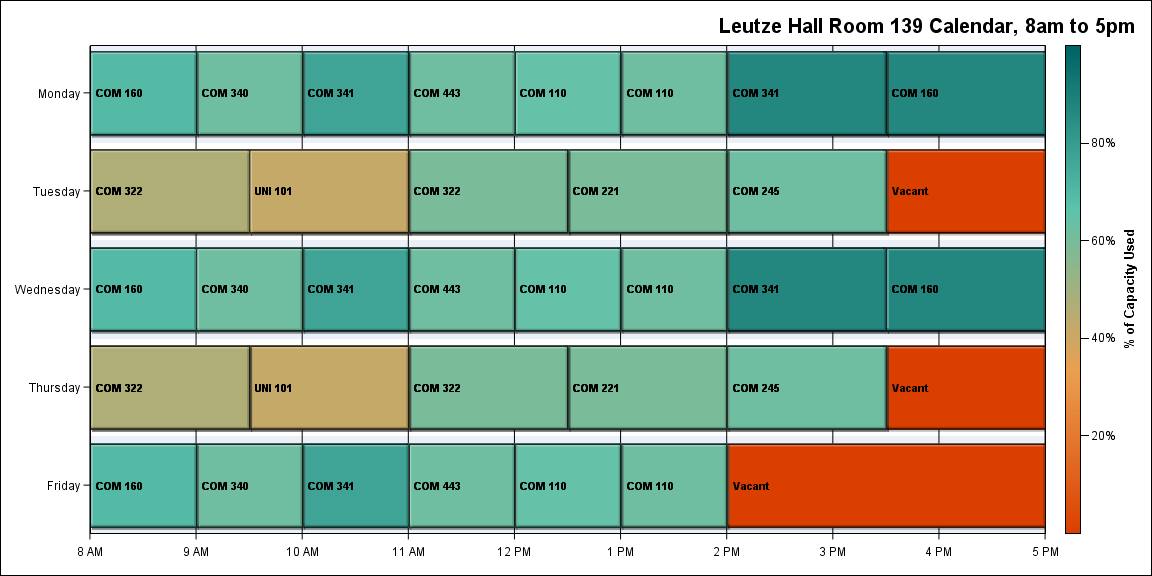 Leutze Hall Room 139 Calendar, 8am to 5pm
Monday
COM 160
COM 340
COM 341
COM 443
COM 110
COM 110
COM 341
COM 160
Tuesday
COM 322
UNI 101
COM 322
COM 221
COM 245
Vacant
Wednesday
COM 160
COM 340
COM 341
COM 443
COM 110
COM 110
COM 341
COM 160
Thursday
COM 322
UNI 101
COM 322
COM 221
COM 245
Vacant
Friday
COM 160
COM 340
COM 341
COM 443
COM 110
COM 110
Vacant
8 AM
9 AM
10 AM
11 AM
12 PM
1 PM
2 PM
3 PM
4 PM
5 PM
80%
60%
40%
20%
% of Capacity Used